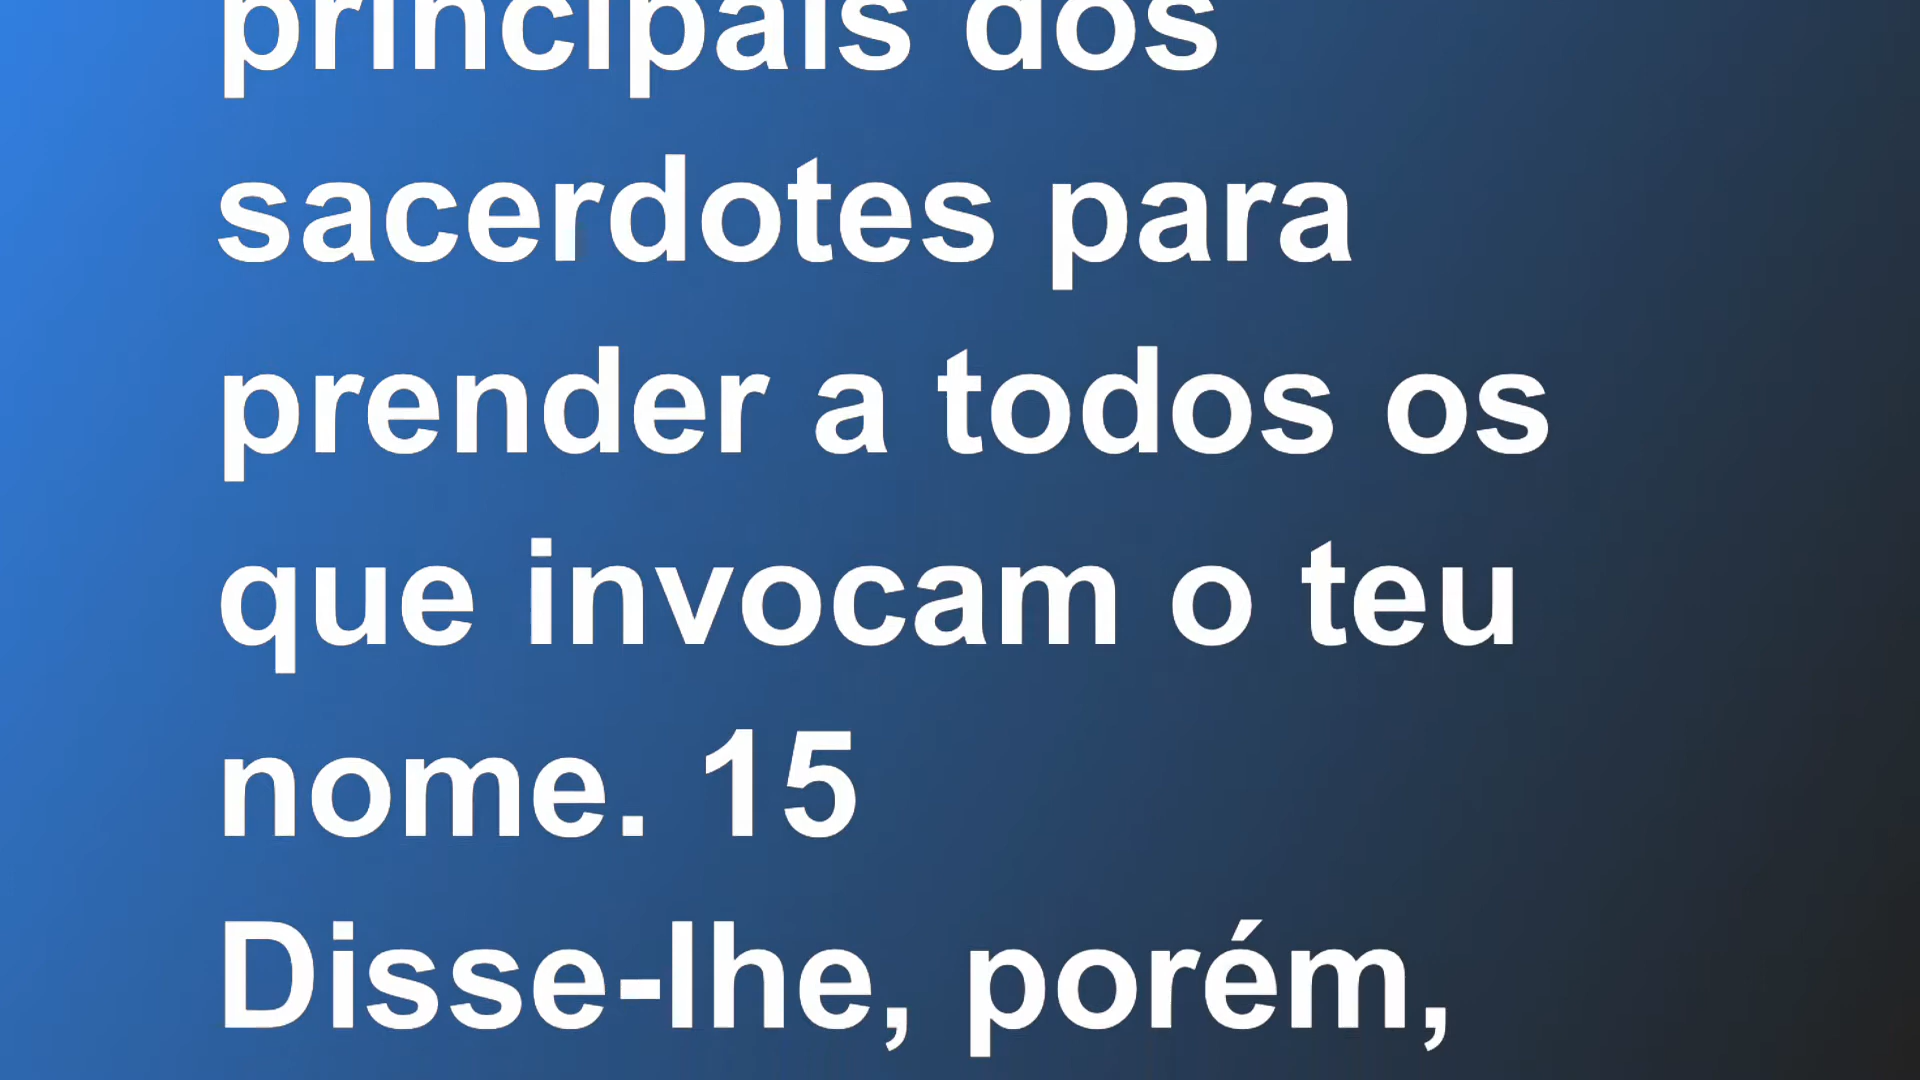 principais dos
sacerdotes para
prender a todos os
que invocam o teu
nome. 15
Disse-lhe, porém,